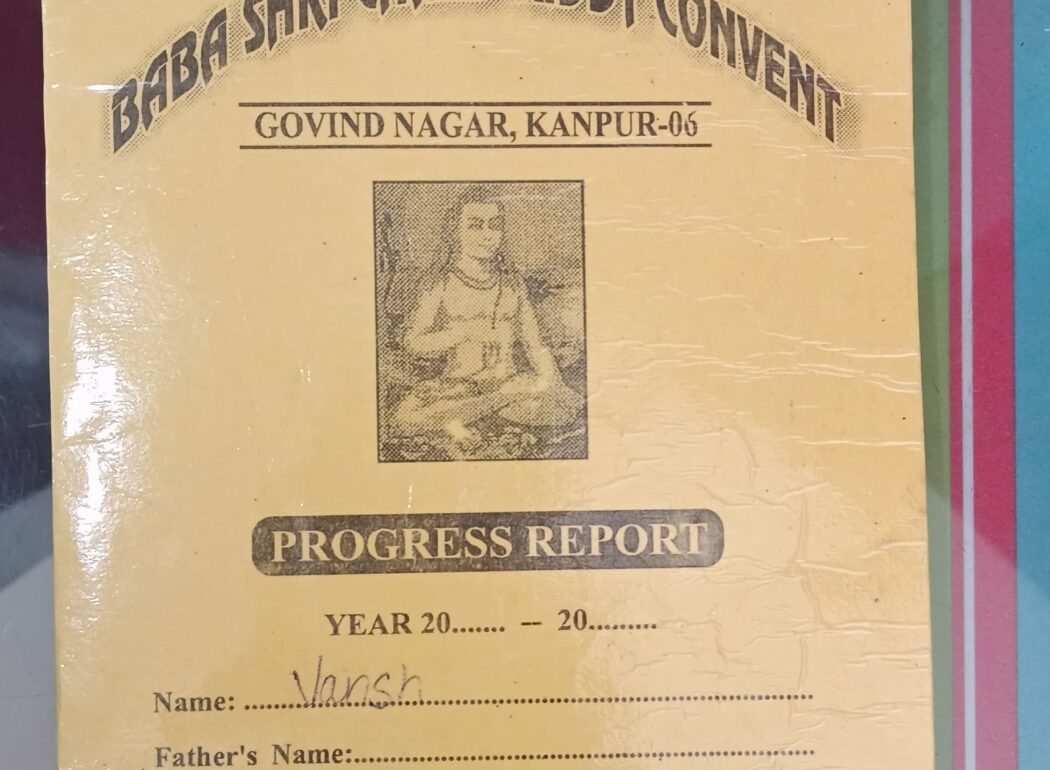 BABA SHRI CONVENT
GOVIND NAGAR, KANPUR-06
PROGRESS REPORT
YEAR 20....... -- 20.........
Name: ........Vansh........................................................
Father's Name:.................................................................